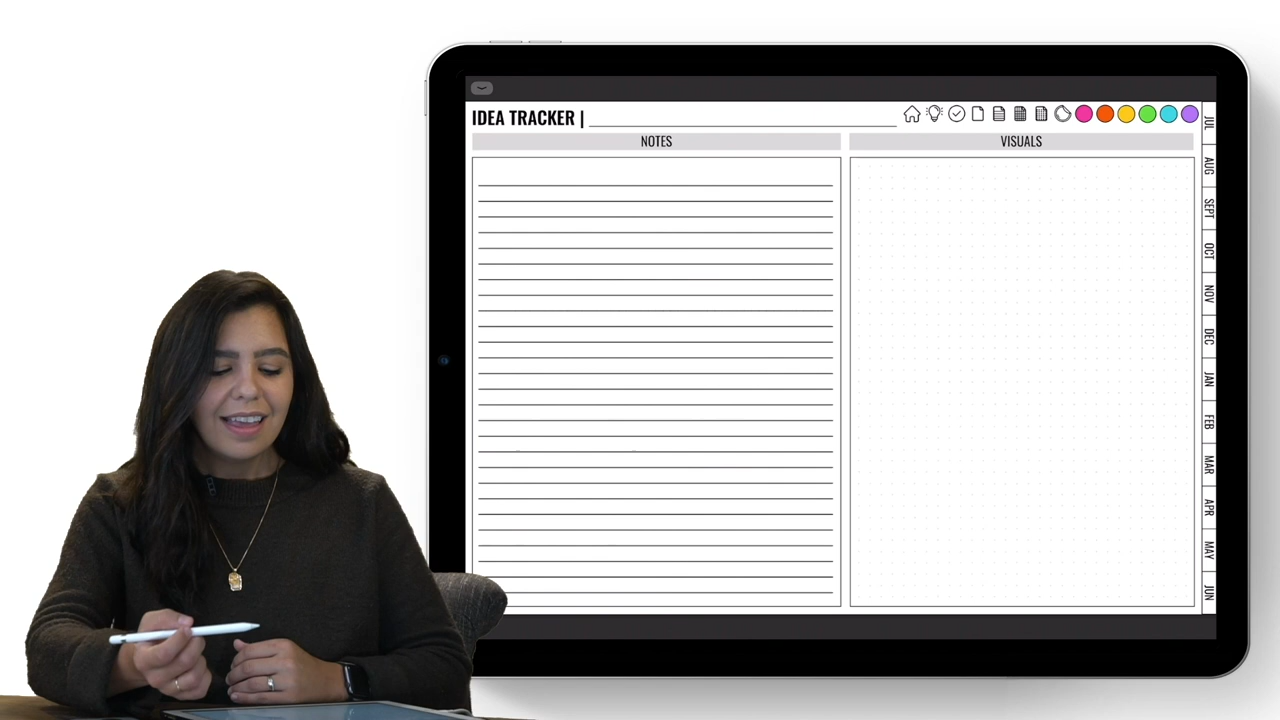 IDEA TRACKER |
NOTES
VISUALS
JUL
AUG
SEPT
OCT
NOV
DEC
JAN
FEB
MAR
APR
MAY
JUN